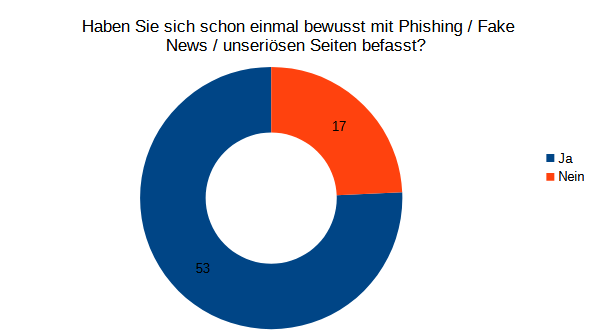 Haben Sie sich schon einmal bewusst mit Phishing / Fake
News / unseriösen Seiten befasst?
17
Ja
Nein
53